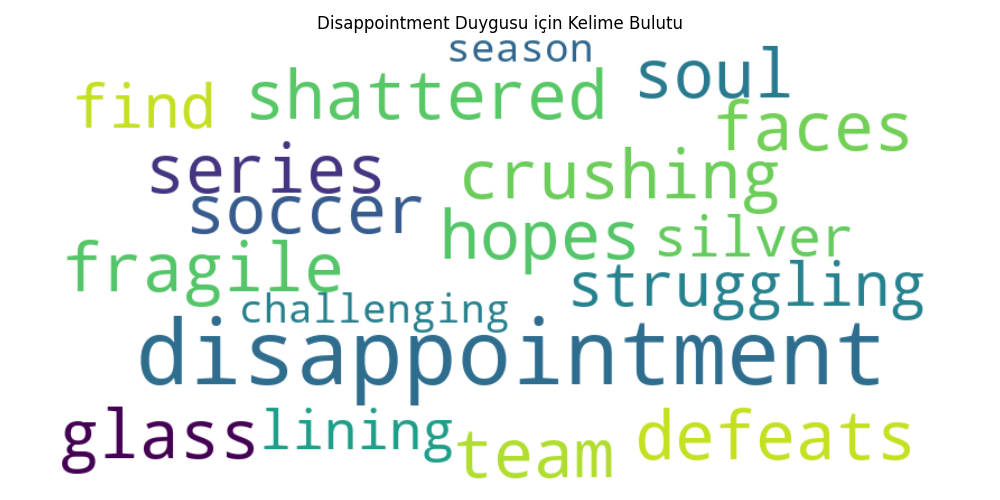 Disappointment Duygusu için Kelime Bulutu
season
find shattered soul
faces
series crushing
soccer hopes silver
fragile struggling
challenging
disappointment
glass lining team defeats